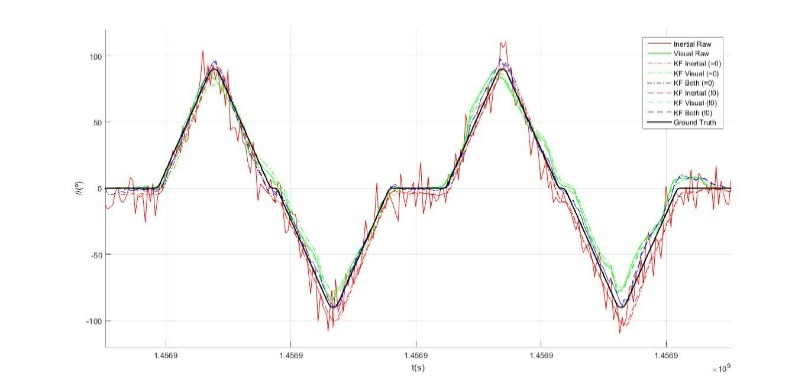 Inertial Raw
Visual Raw
KF Inertial (=0)
KF Visual (=0)
KF Both (=0)
KF Inertial (f0)
KF Visual (f0)
KF Both (f0)
Ground Truth
100
50
0
-50
-100
θ(º)
1.4569
1.4569
1.4569
1.4569
1.4569
t(s)
×10⁹